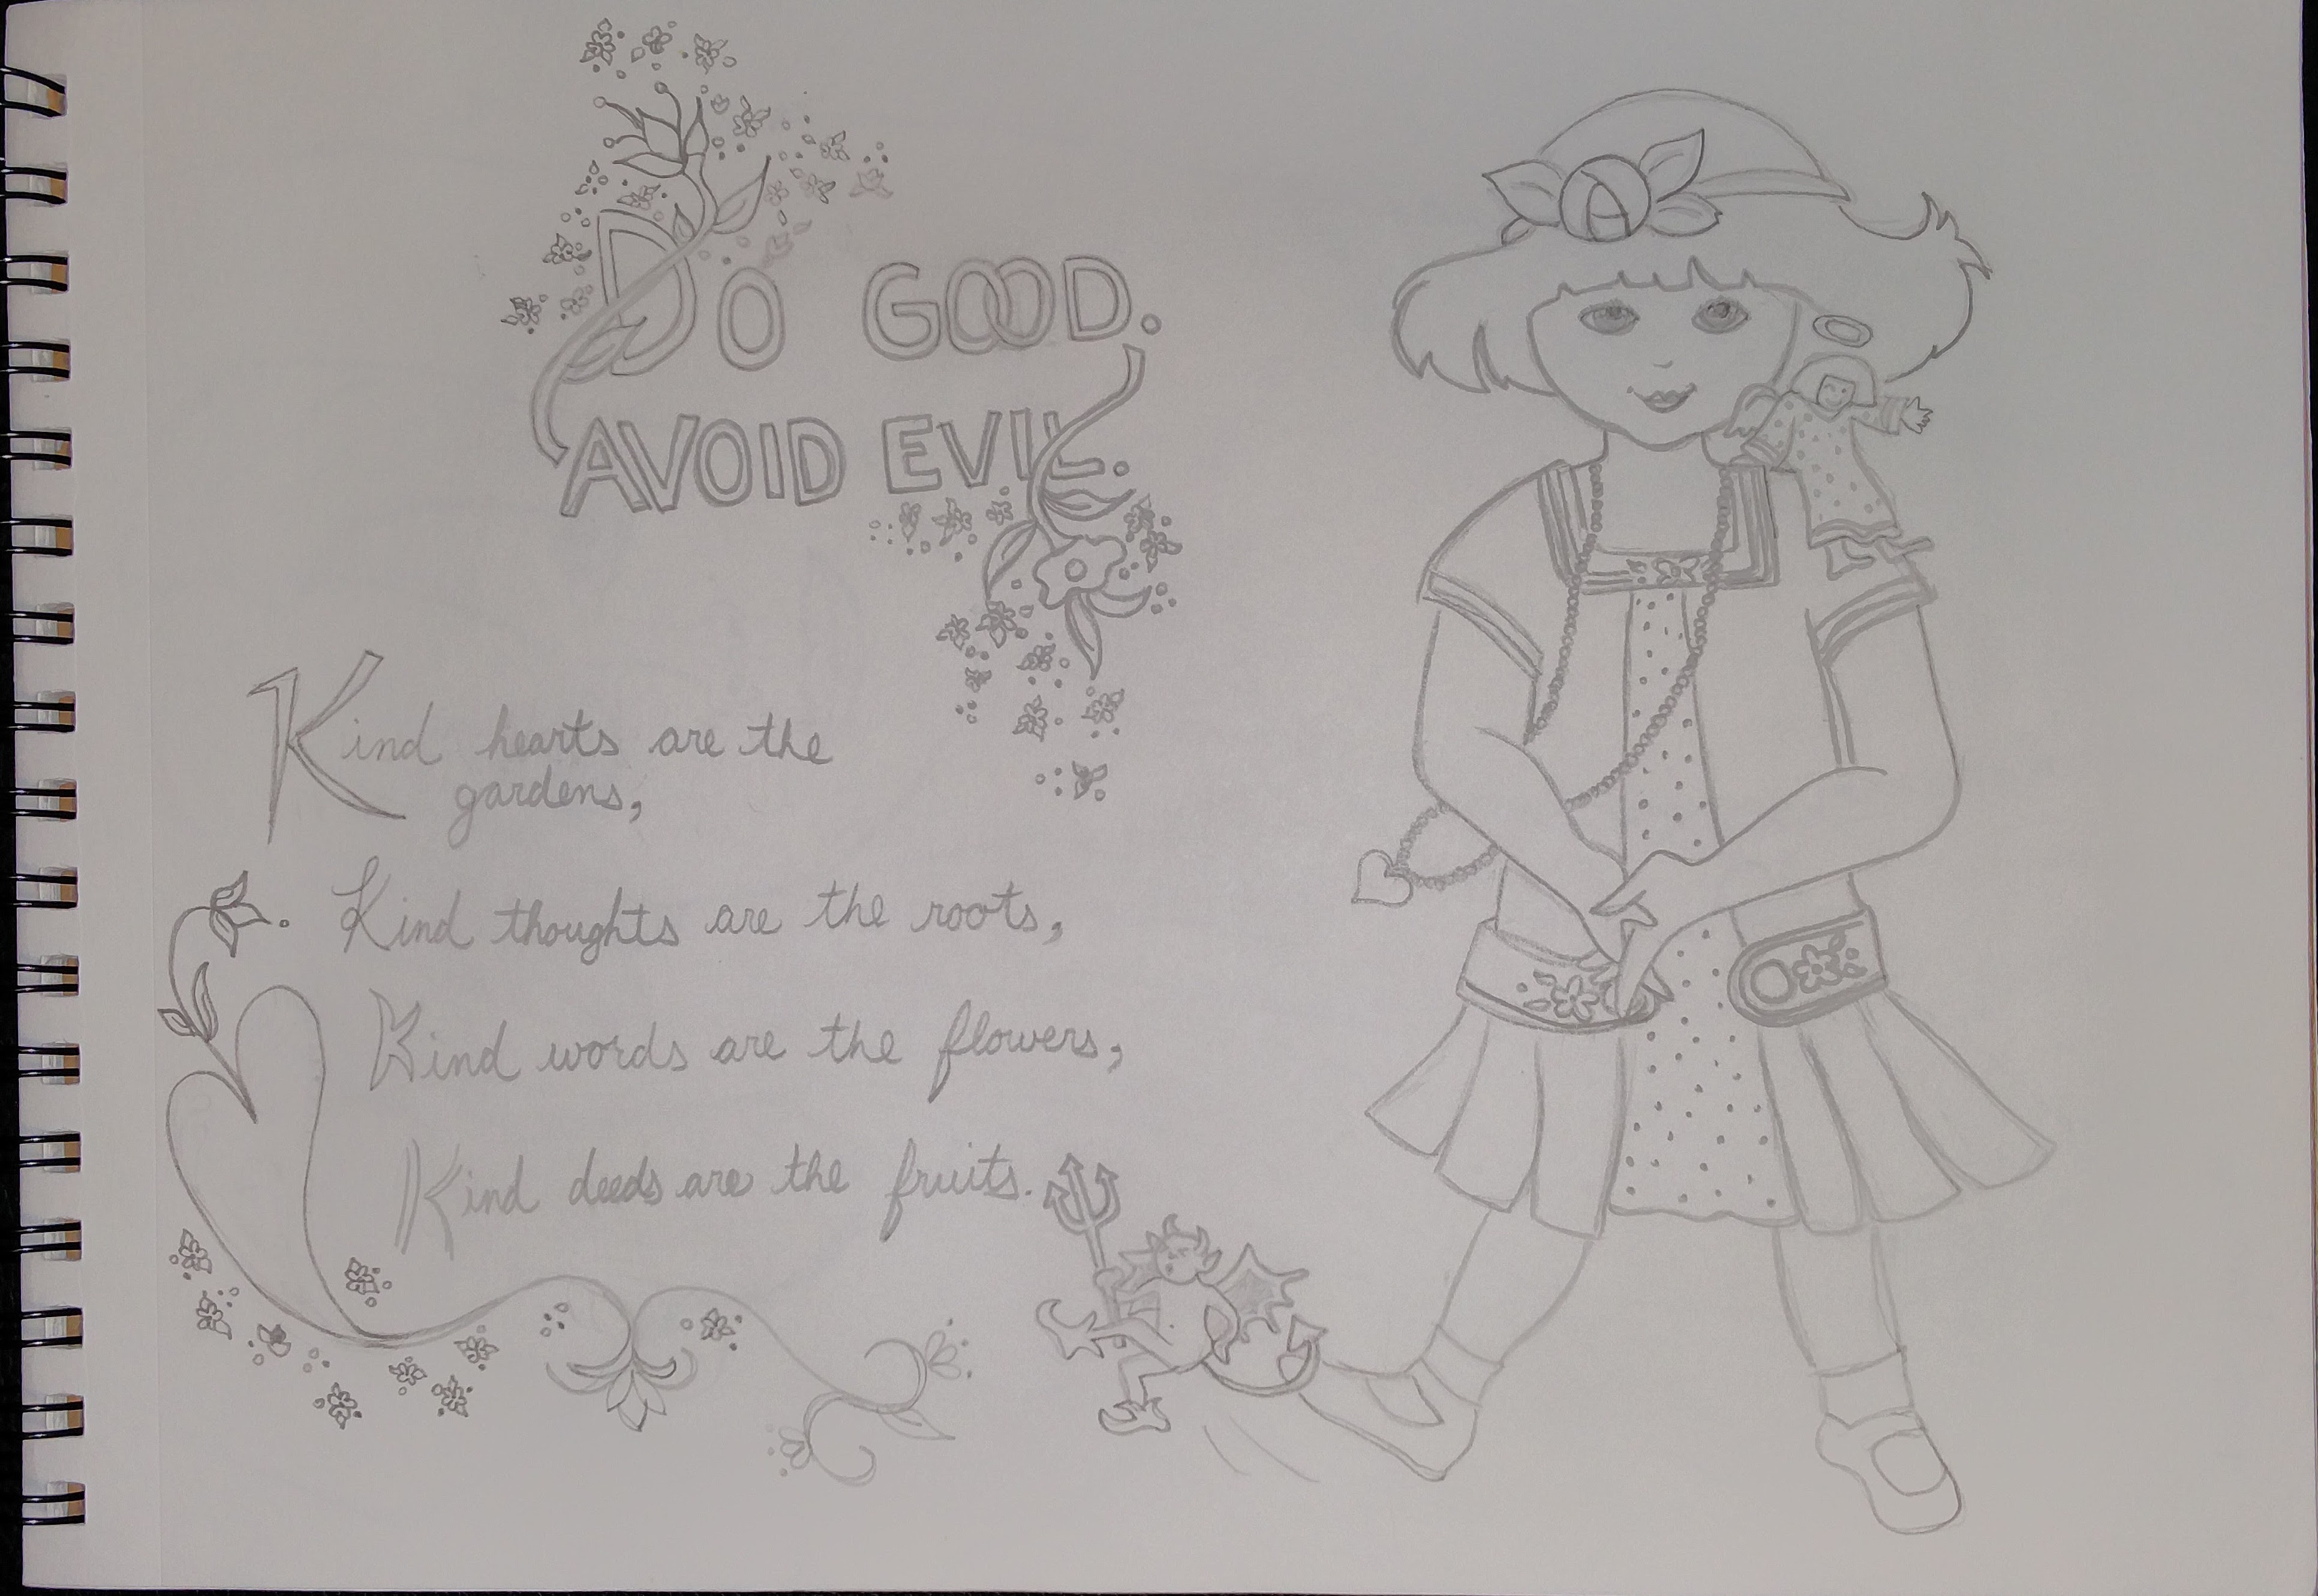 DO GOOD.
AVOID EVIL.
Kind hearts are the
gardens,
Kind thoughts are the roots,
Kind words are the flowers,
Kind deeds are the fruits.